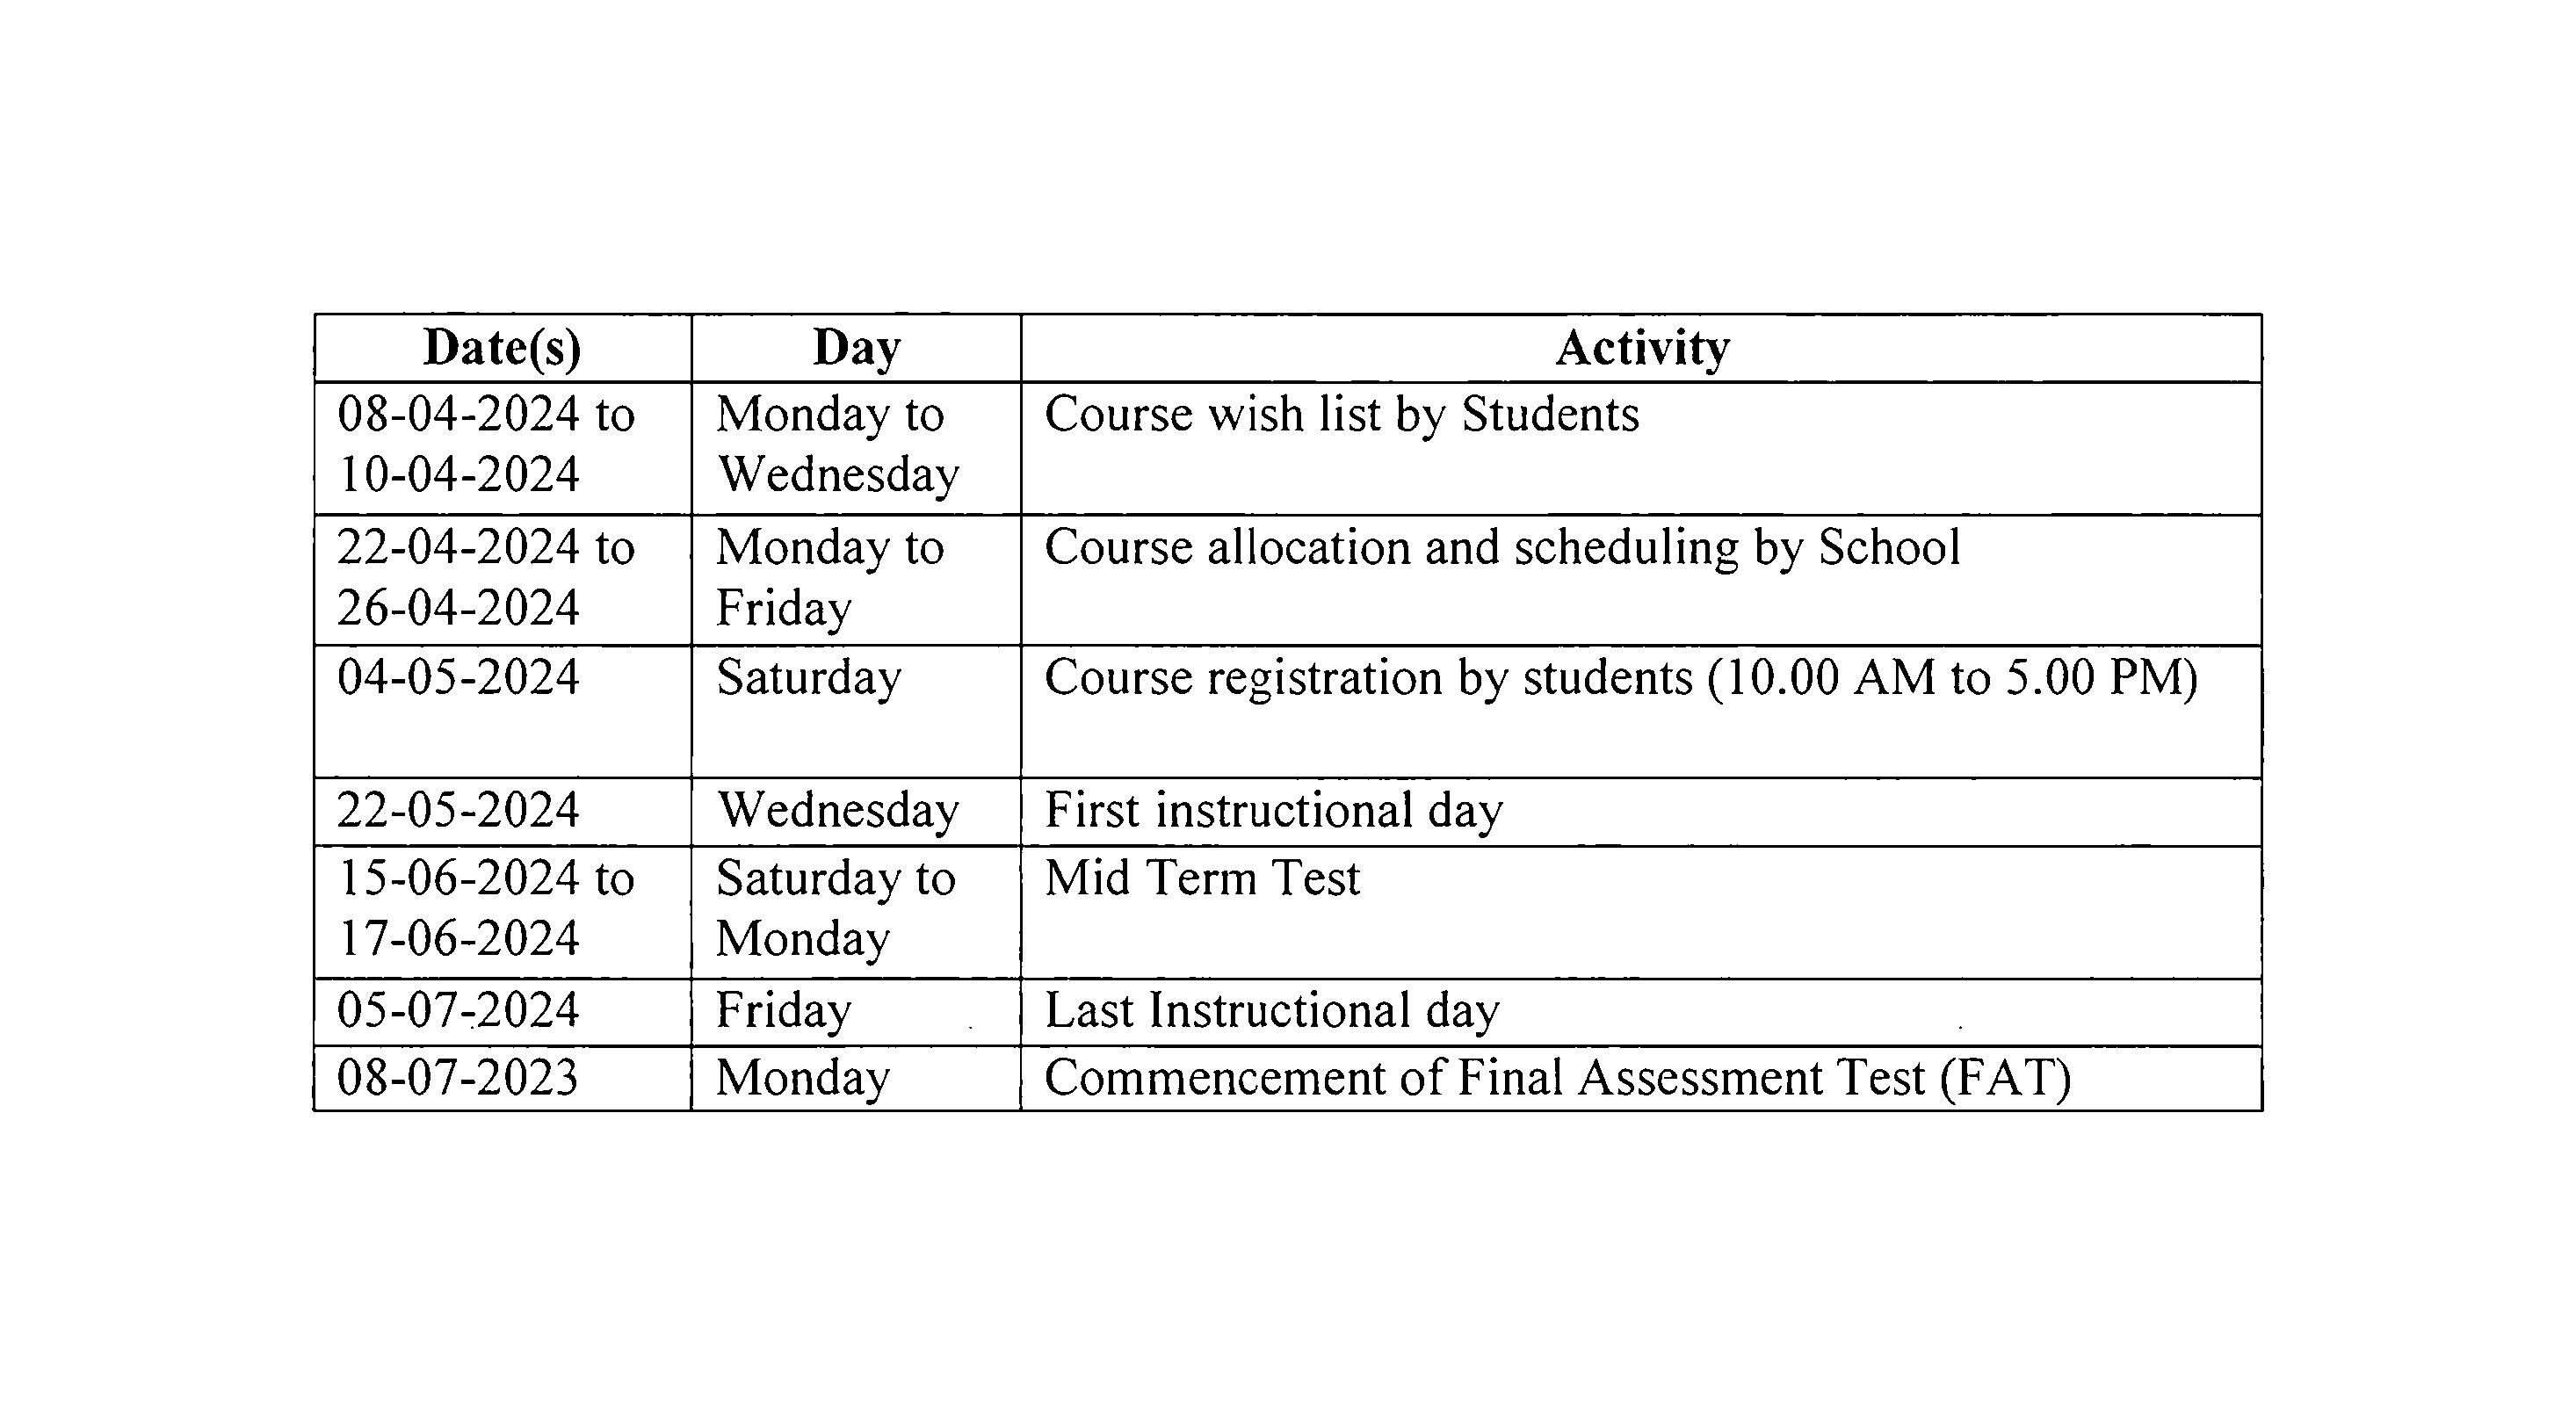 Date(s) Day Activity
08-04-2024 to Monday to Course wish list by Students
10-04-2024 Wednesday
22-04-2024 to Monday to Course allocation and scheduling by School
26-04-2024 Friday
04-05-2024 Saturday Course registration by students (10.00 AM to 5.00 PM)
22-05-2024 Wednesday First instructional day
15-06-2024 to Saturday to Mid Term Test
17-06-2024 Monday
05-07-2024 Friday Last Instructional day
08-07-2023 Monday Commencement of Final Assessment Test (FAT)